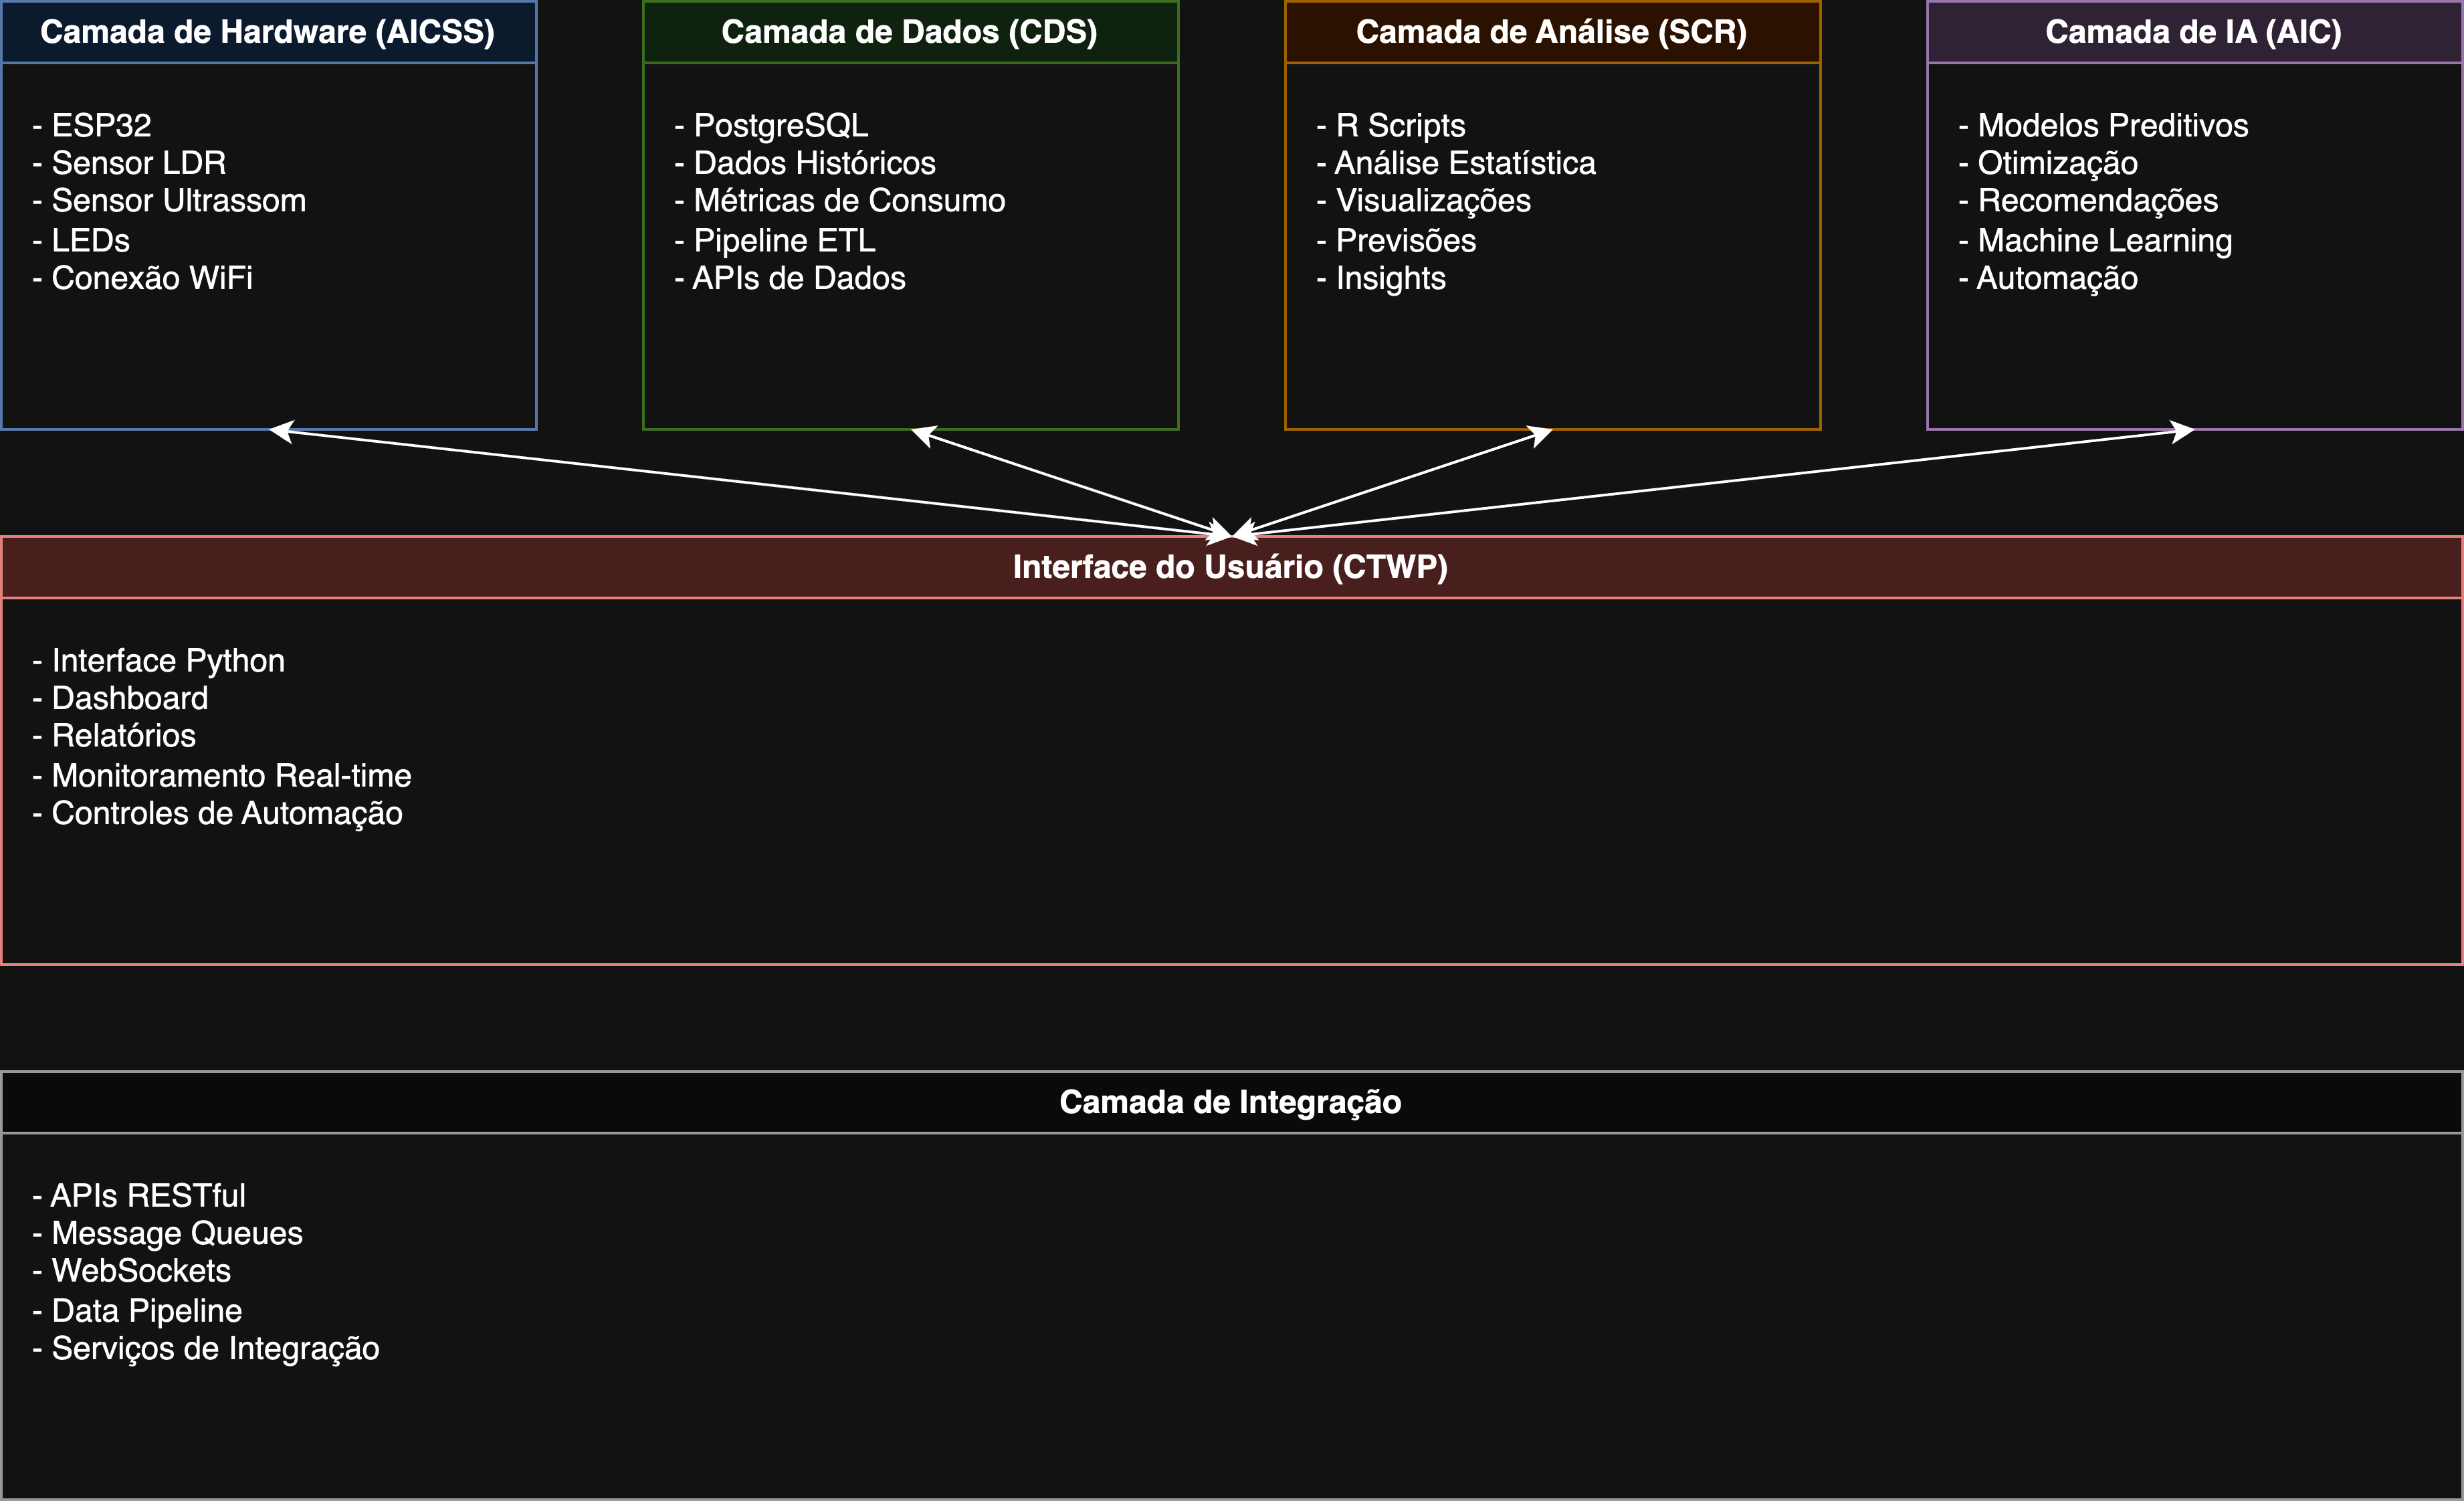 Camada de Hardware (AICSS)
- ESP32
- Sensor LDR
- Sensor Ultrassom
- LEDs
- Conexão WiFi
Camada de Dados (CDS)
- PostgreSQL
- Dados Históricos
- Métricas de Consumo
- Pipeline ETL
- APIs de Dados
Camada de Análise (SCR)
- R Scripts
- Análise Estatística
- Visualizações
- Previsões
- Insights
Camada de IA (AIC)
- Modelos Preditivos
- Otimização
- Recomendações
- Machine Learning
- Automação
Interface do Usuário (CTWP)
- Interface Python
- Dashboard
- Relatórios
- Monitoramento Real-time
- Controles de Automação
Camada de Integração
- APIs RESTful
- Message Queues
- WebSockets
- Data Pipeline
- Serviços de Integração